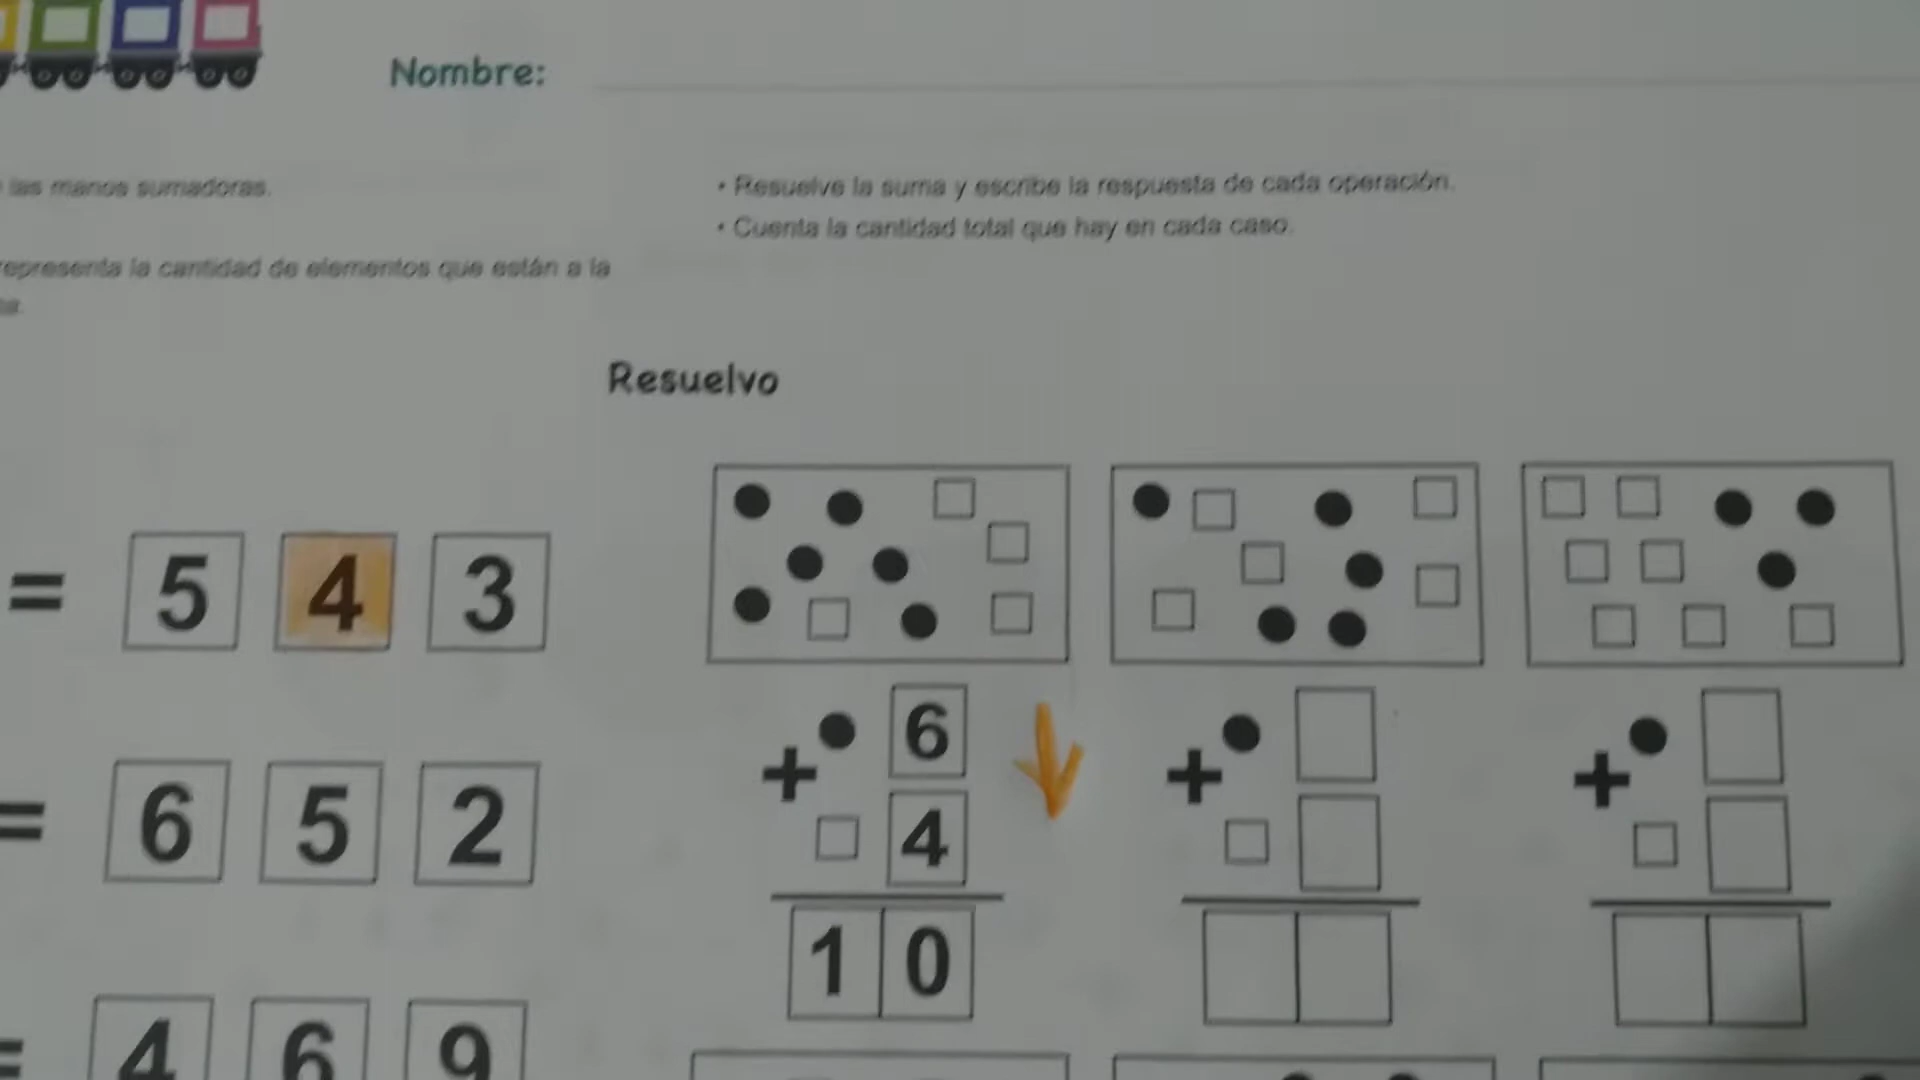 Nombre:
las manos sumadoras.
representa la cantidad de elementos que están a la
• Resuelve la suma y escribe la respuesta de cada operación.
• Cuenta la cantidad total que hay en cada caso.
Resuelvo
= 5 4 3
= 6 5 2
= 4 6 9
6
+
4
10
+
+